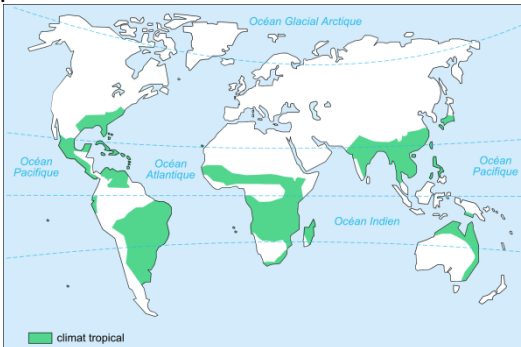 Océan Glacial Arctique
Océan
Pacifique
Océan
Atlantique
Océan
Pacifique
Océan Indien
climat tropical